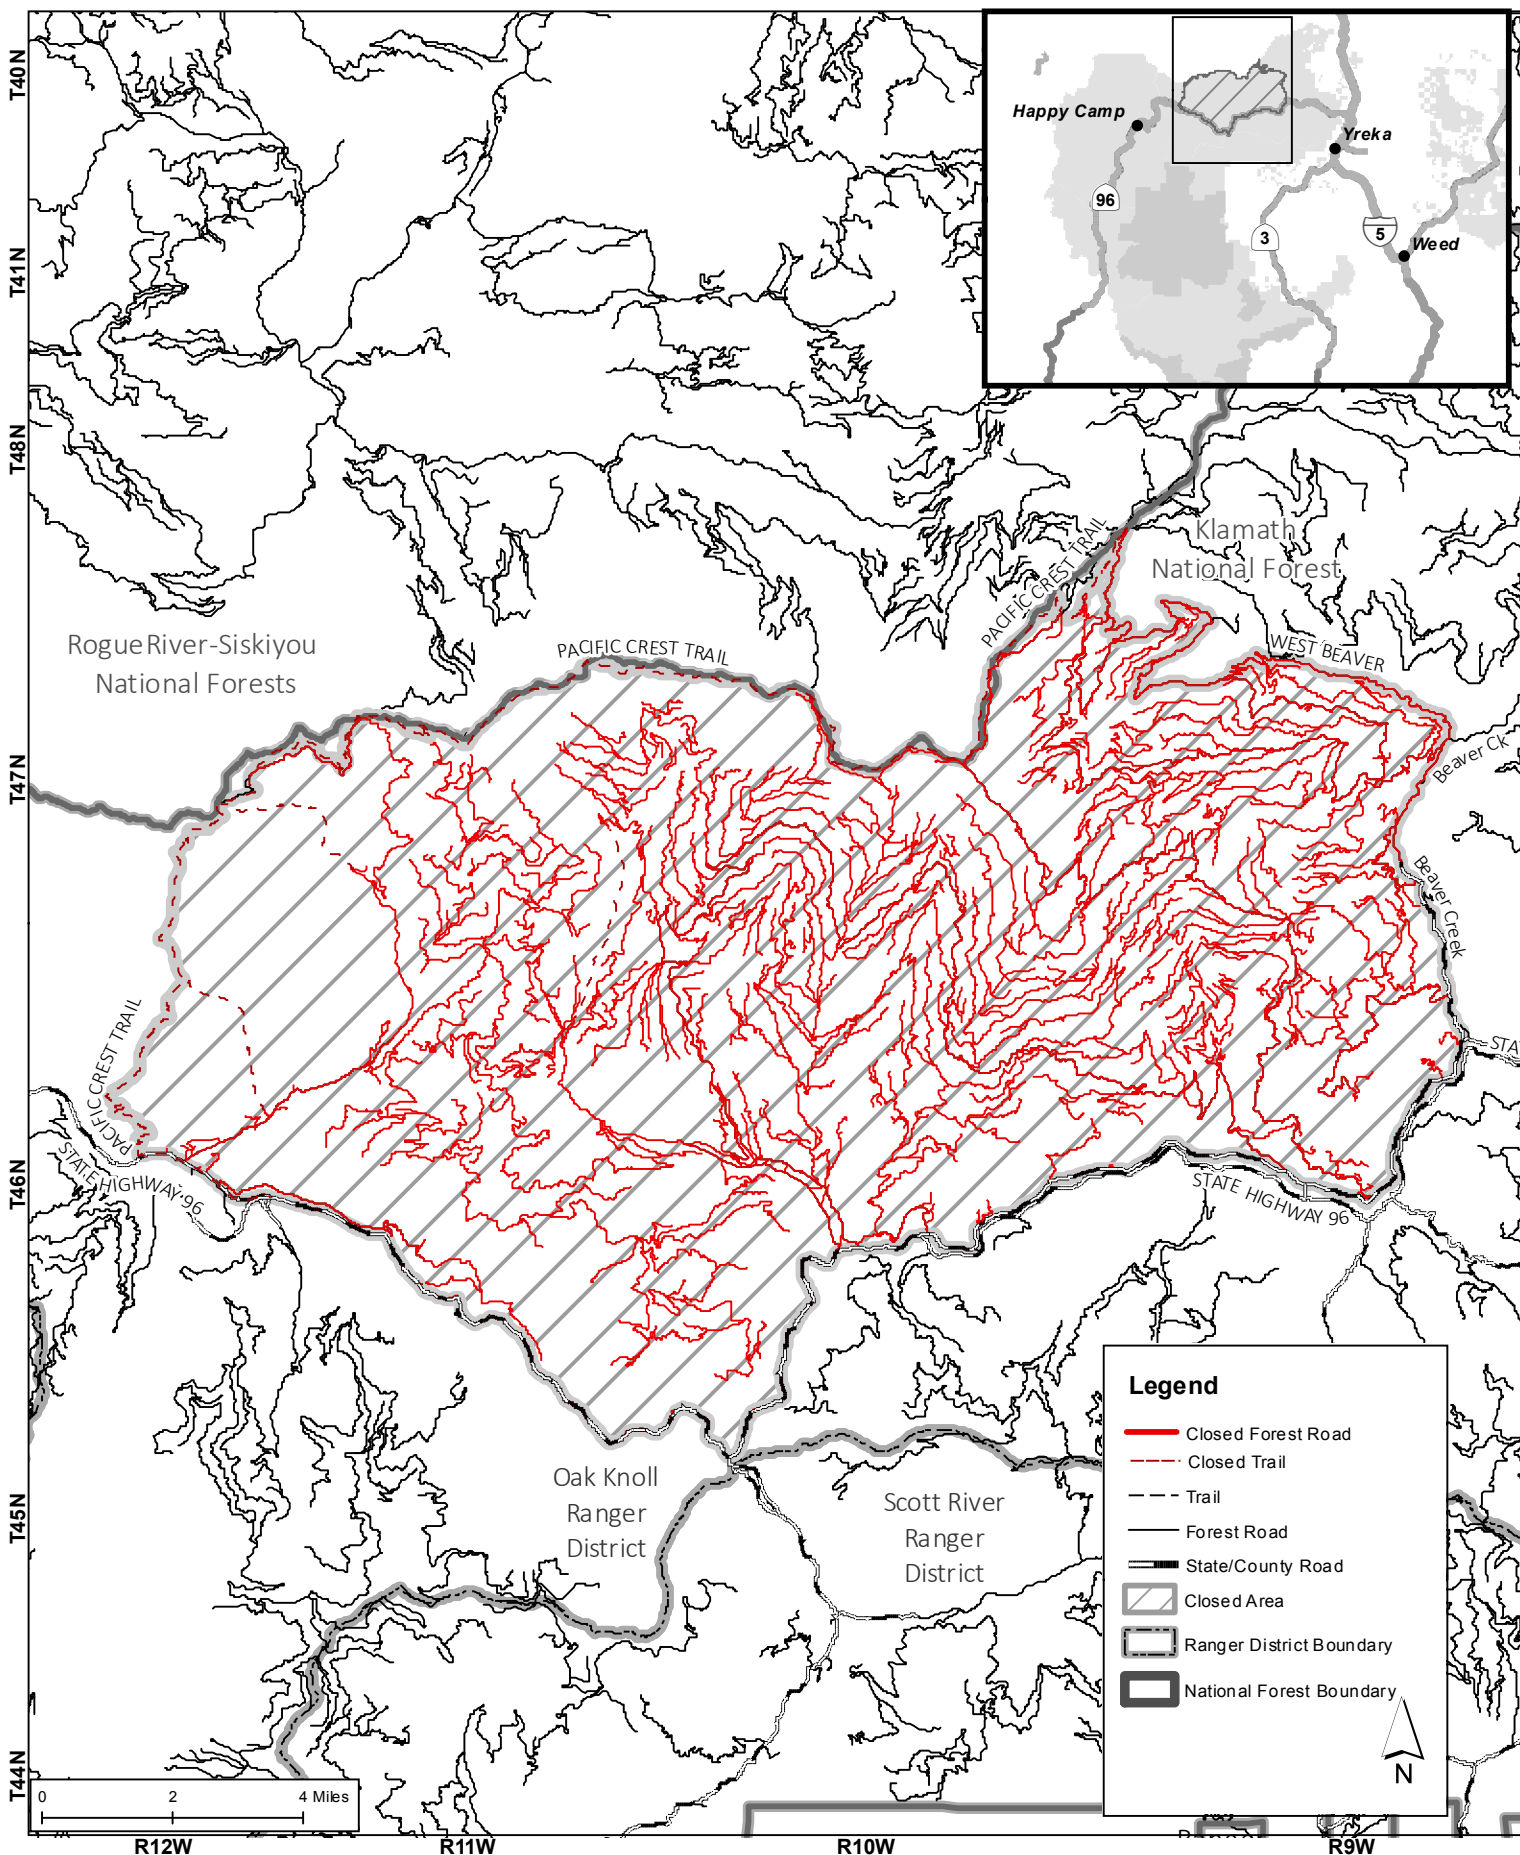 T40N
T41N
T48N
T47N
T46N
T45N
T44N
Happy Camp
Yreka
Weed
96
3
5
Klamath
National Forest
Rogue River-Siskiyou
National Forests
PACIFIC CREST TRAIL
PACIFIC CREST TRAIL
PACIFIC CREST TRAIL
WEST BEAVER
Beaver Ck
Beaver Creek
STA
STATE HIGHWAY 96
STATE HIGHWAY 96
Oak Knoll
Ranger
District
Scott River
Ranger
District
Legend
Closed Forest Road
Closed Trail
Trail
Forest Road
State/County Road
Closed Area
Ranger District Boundary
National Forest Boundary
N
0 2 4 Miles
R12W R11W R10W R9W